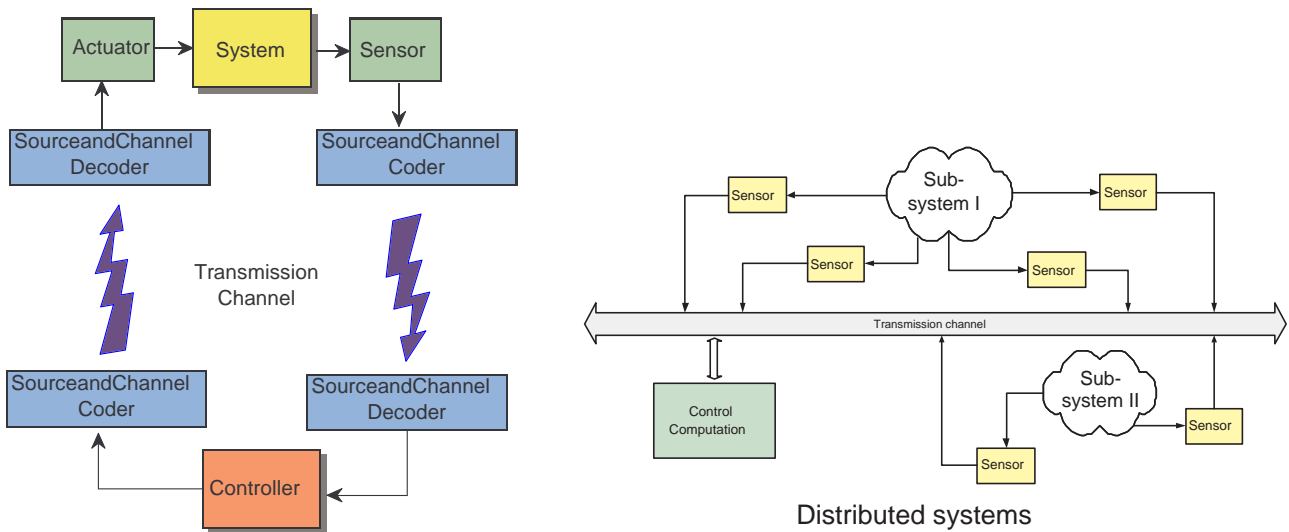 Actuator
System
Sensor
SourceandChannel
Decoder
SourceandChannel
Coder
Transmission
Channel
SourceandChannel
Coder
SourceandChannel
Decoder
Controller
Sub-
system I
Sensor
Sensor
Sensor
Sensor
Transmission channel
Control
Computation
Sub-
system II
Sensor
Sensor
Distributed systems